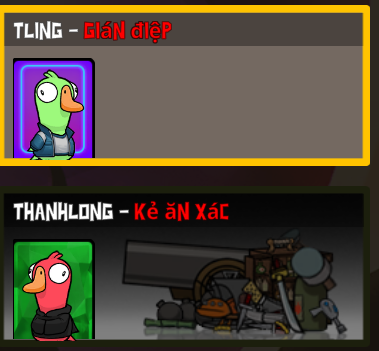 TLING - GIáN ĐIệP
THANHLONG - Kẻ ăN XáC